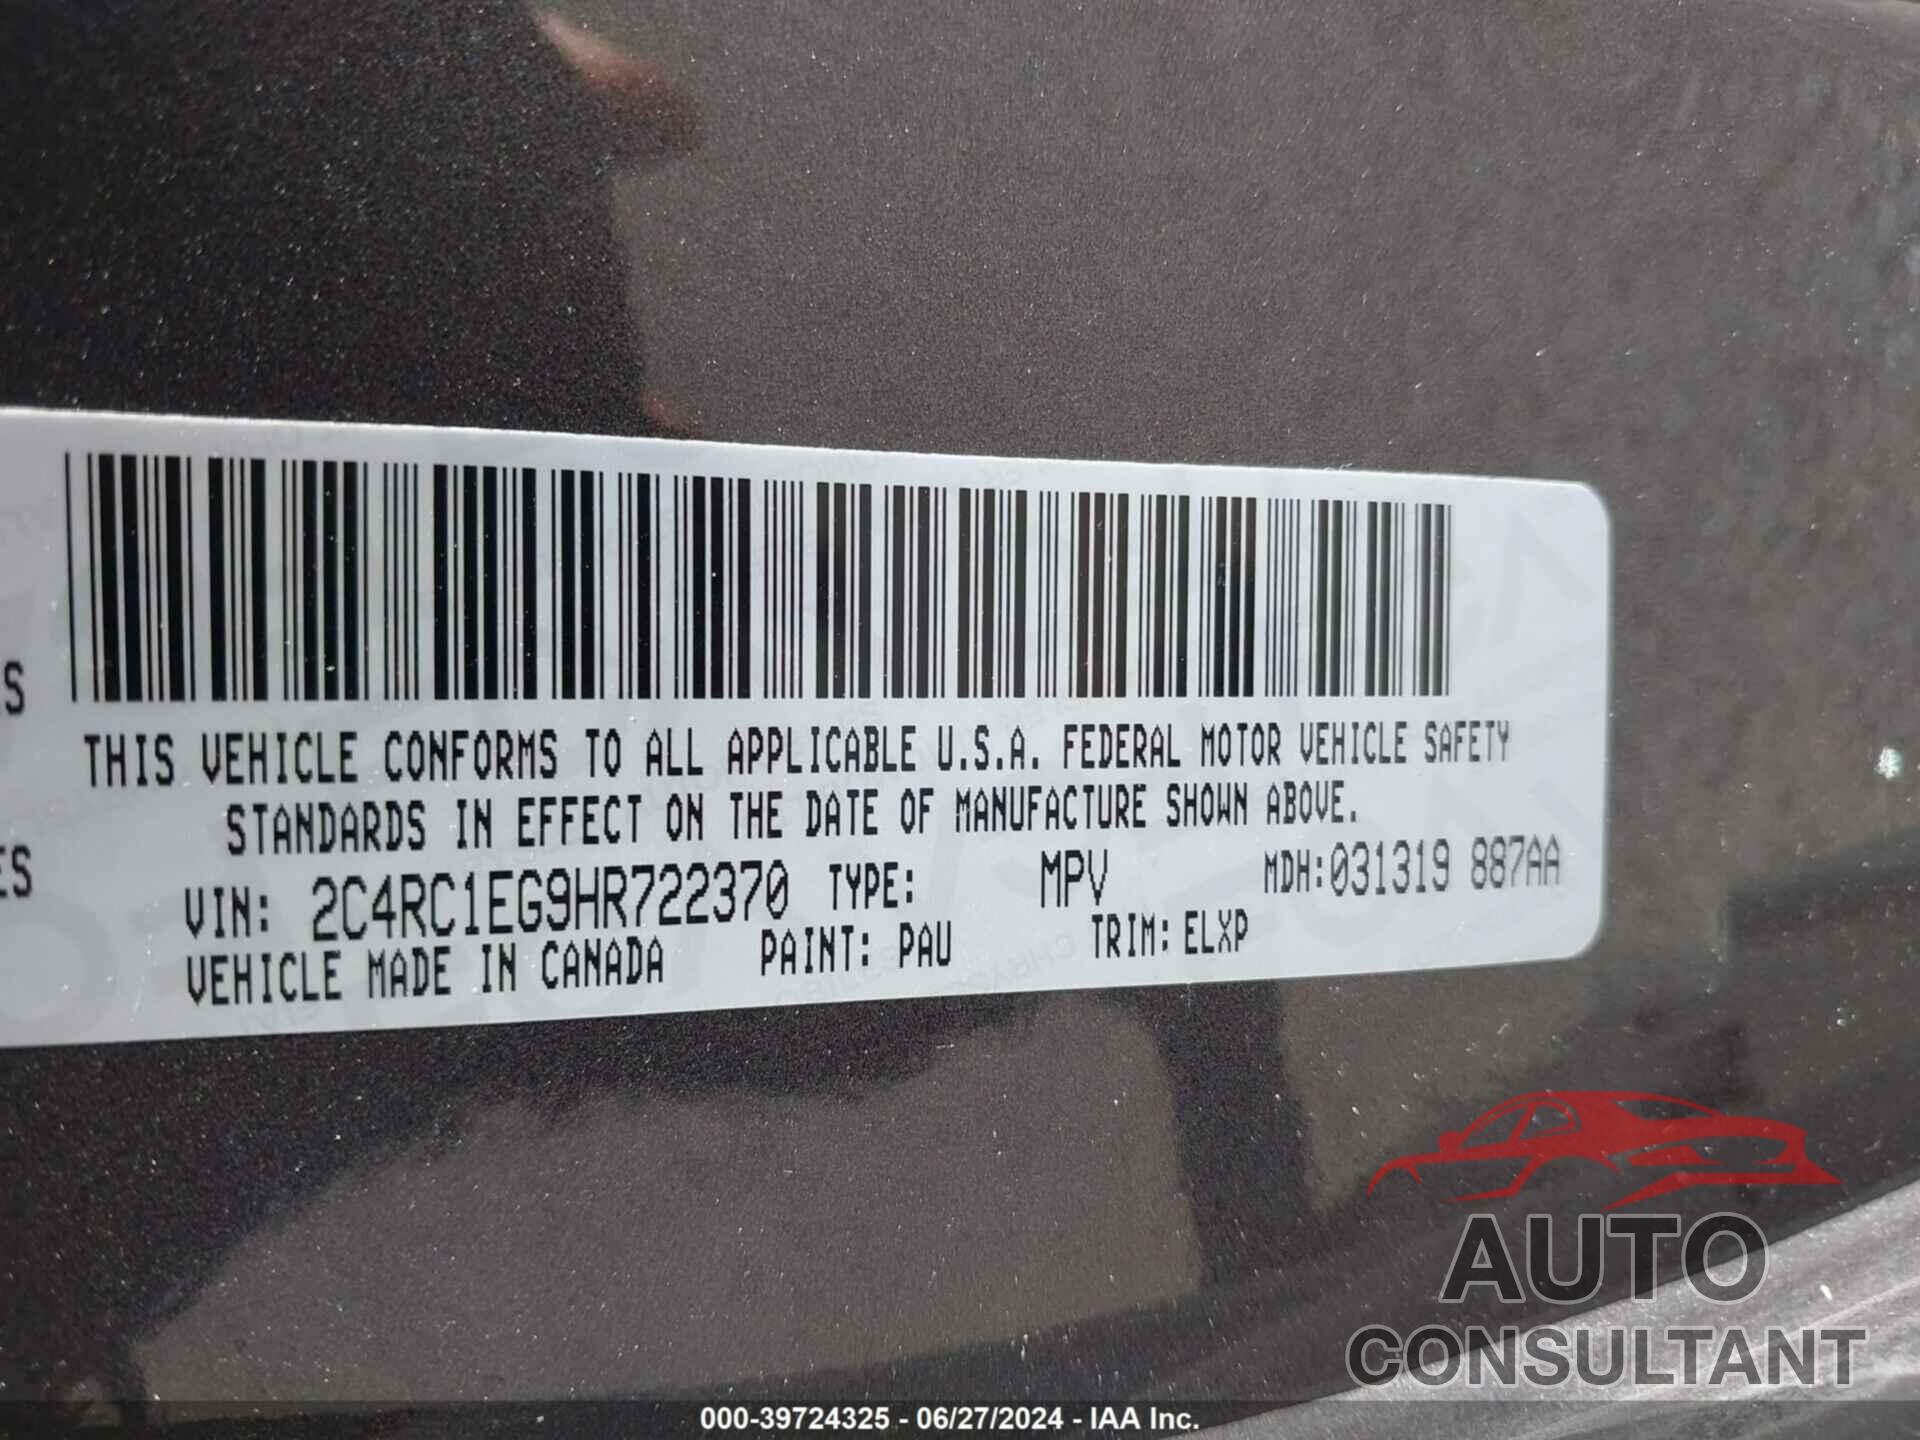 S
ES
THIS VEHICLE CONFORMS TO ALL APPLICABLE U.S.A. FEDERAL MOTOR VEHICLE SAFETY
STANDARDS IN EFFECT ON THE DATE OF MANUFACTURE SHOWN ABOVE.
VIN: 2C4RC1EG9HR722370 TYPE: MPV MDH:031319 887AA
VEHICLE MADE IN CANADA PAINT: PAU TRIM: ELXP
AUTO
CONSULTANT
000-39724325 - 06/27/2024 - IAA Inc.